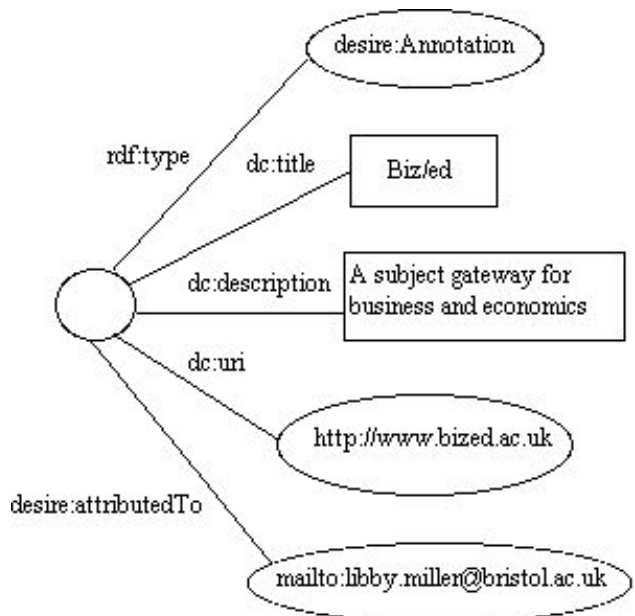 desire:Annotation
rdf:type
dc:title
Biz/ed
dc:description
A subject gateway for
business and economics
dc:uri
http://www.bized.ac.uk
desire:attributedTo
mailto:libby.miller@bristol.ac.uk